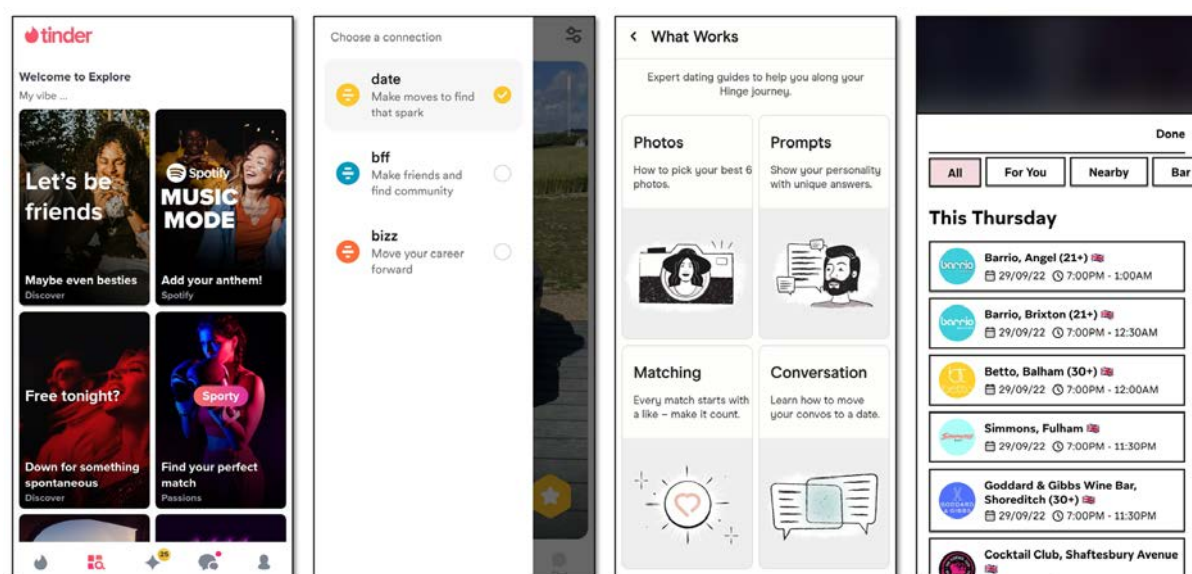 tinder
Welcome to Explore
My vibe ...
Let's be
friends
Maybe even besties
Discover
Spotify
MUSIC
MODE
Add your anthem!
Spotify
Free tonight?
Down for something
spontaneous
Discover
Sporty
Find your perfect
match
Passions
25
Choose a connection
date
Make moves to find
that spark
bff
Make friends and
find community
bizz
Move your career
forward
What Works
Expert dating guides to help you along your
Hinge journey.
Photos
How to pick your best 6
photos.
Prompts
Show your personality
with unique answers.
Matching
Every match starts with
a like – make it count.
Conversation
Learn how to move
your convos to a date.
Done
All
For You
Nearby
Bar
This Thursday
barrio
Barrio, Angel (21+)
29/09/22 7:00PM - 1:00AM
barrio
Barrio, Brixton (21+)
29/09/22 7:00PM - 12:30AM
Betto, Balham (30+)
29/09/22 7:00PM - 12:00AM
Simmons, Fulham
29/09/22 7:00PM - 11:30PM
Goddard & Gibbs Wine Bar,
Shoreditch (30+)
29/09/22 7:00PM - 11:30PM
Cocktail Club, Shaftesbury Avenue